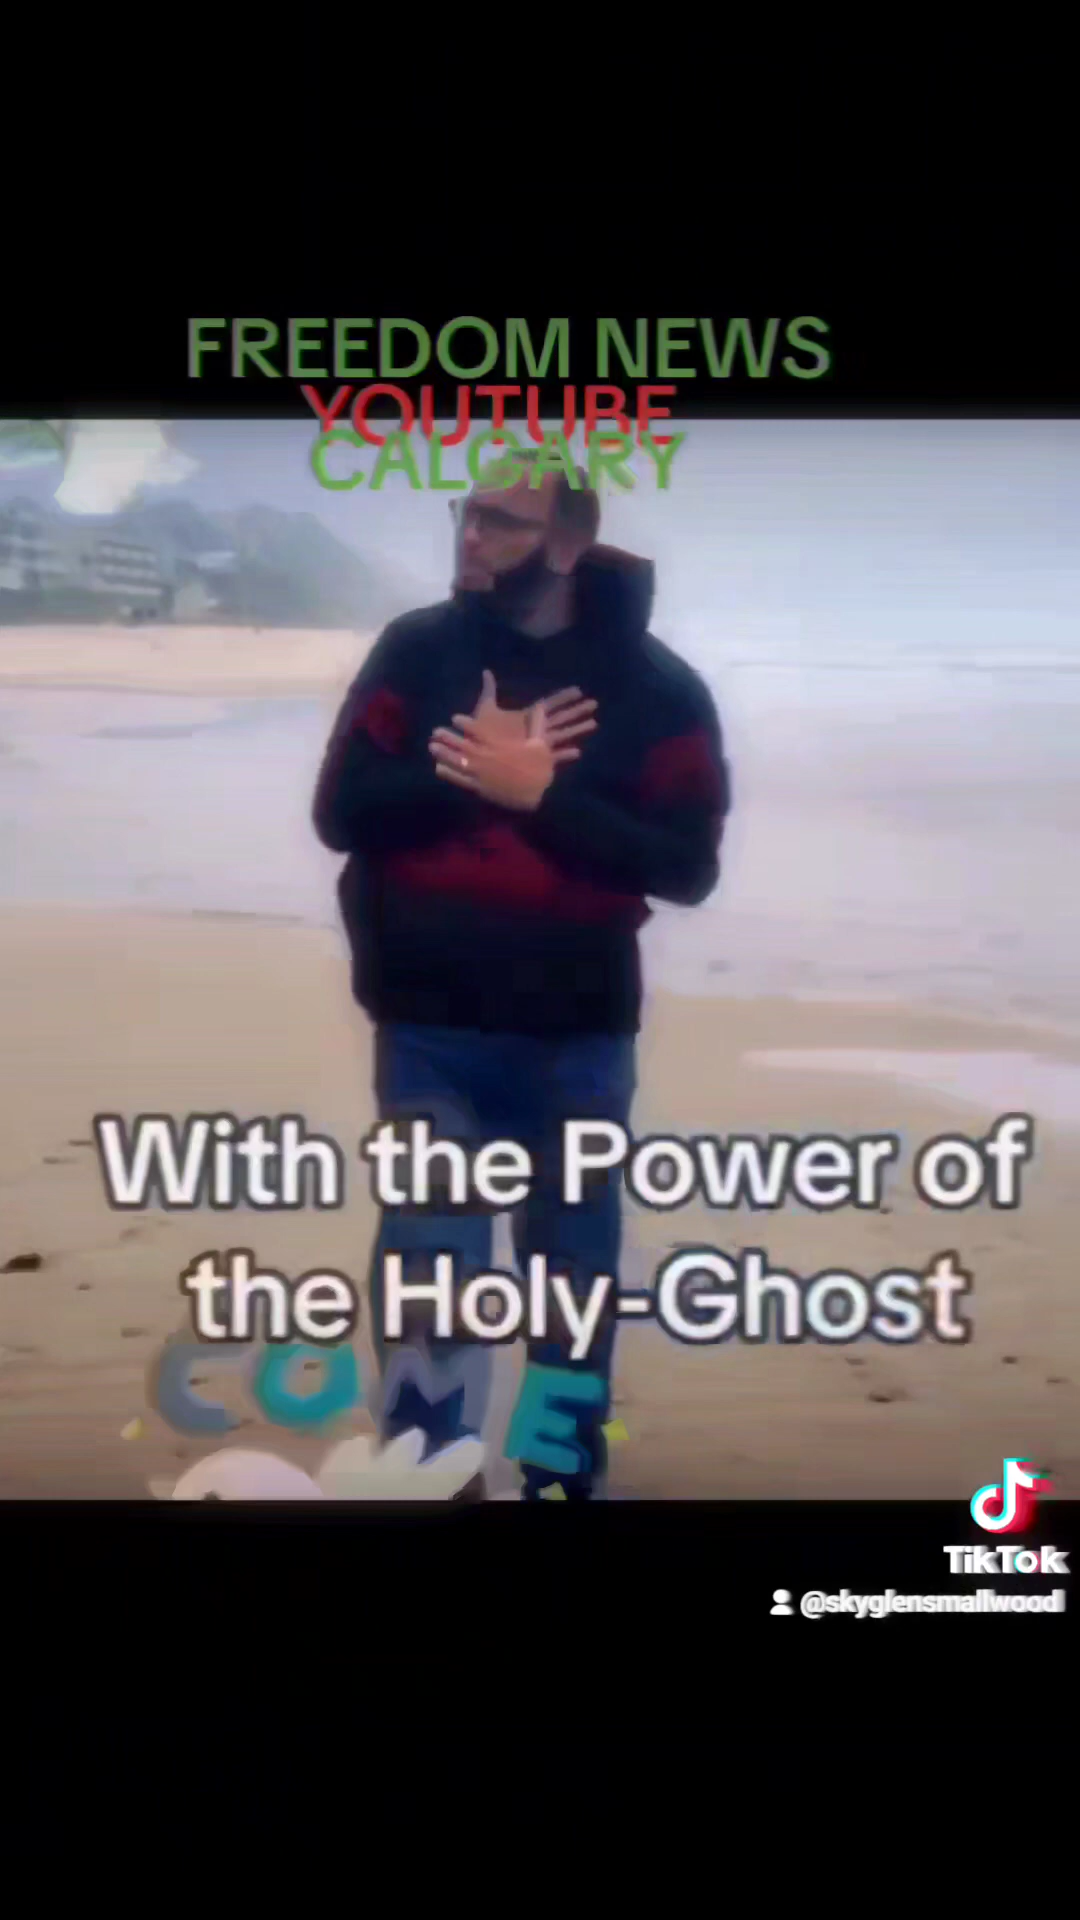 FREEDOM NEWS
YOUTUBE
CALGARY
With the Power of
the Holy-Ghost
COME
TikTok
@skyglensmallwood